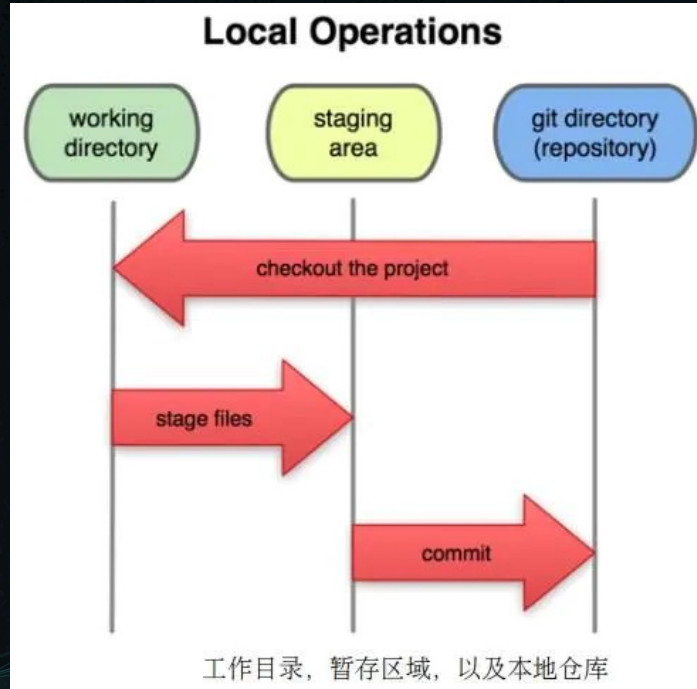 Local Operations
working
directory
staging
area
git directory
(repository)
checkout the project
stage files
commit
工作目录，暂存区域，以及本地仓库